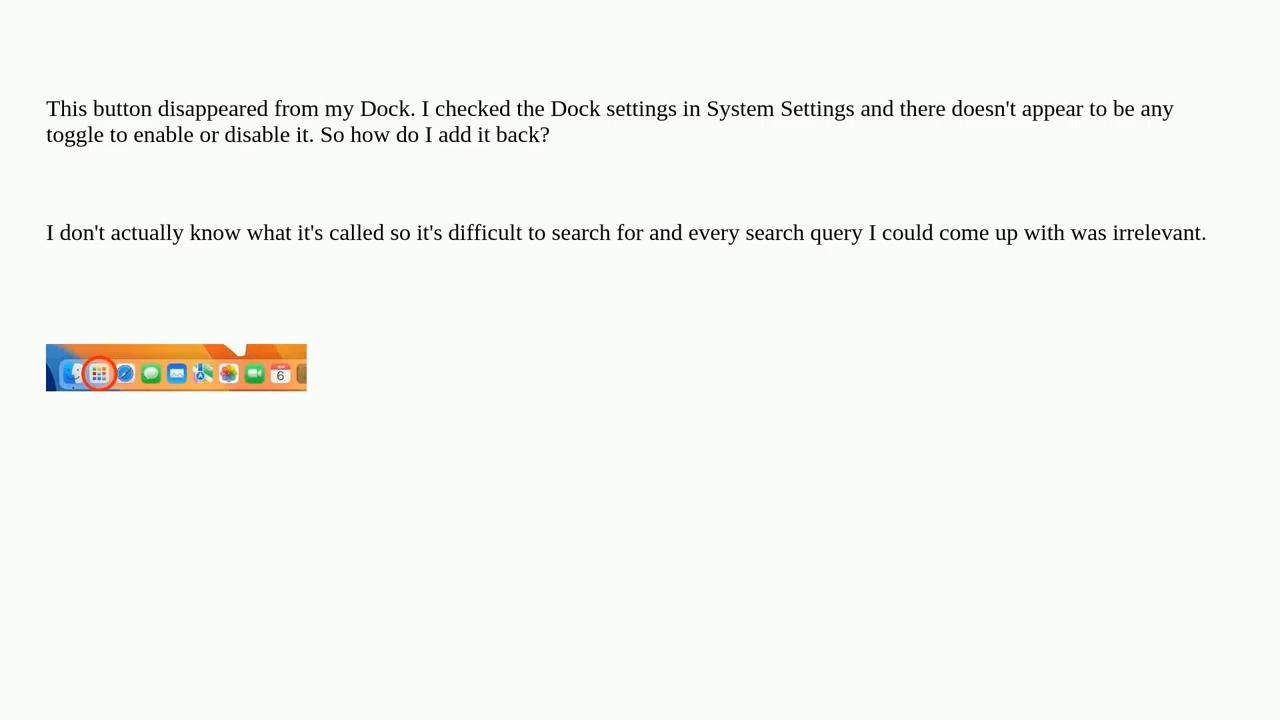 This button disappeared from my Dock. I checked the Dock settings in System Settings and there doesn't appear to be any
toggle to enable or disable it. So how do I add it back?
I don't actually know what it's called so it's difficult to search for and every search query I could come up with was irrelevant.
6